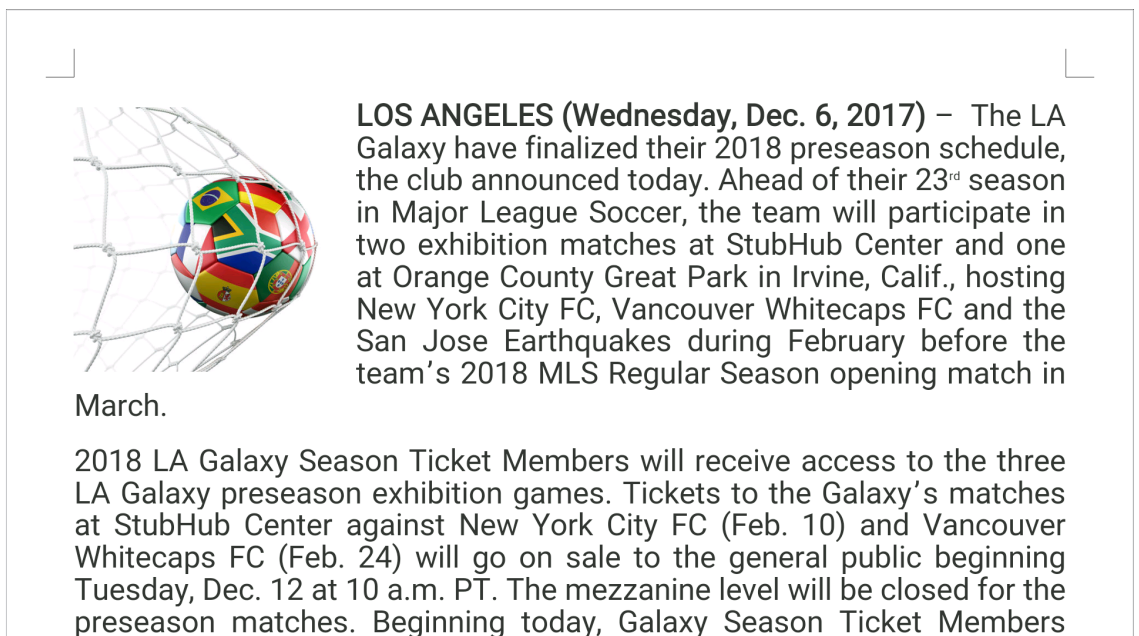 LOS ANGELES (Wednesday, Dec. 6, 2017) – The LA
Galaxy have finalized their 2018 preseason schedule,
the club announced today. Ahead of their 23rd season
in Major League Soccer, the team will participate in
two exhibition matches at StubHub Center and one
at Orange County Great Park in Irvine, Calif., hosting
New York City FC, Vancouver Whitecaps FC and the
San Jose Earthquakes during February before the
team’s 2018 MLS Regular Season opening match in
March.
2018 LA Galaxy Season Ticket Members will receive access to the three
LA Galaxy preseason exhibition games. Tickets to the Galaxy’s matches
at StubHub Center against New York City FC (Feb. 10) and Vancouver
Whitecaps FC (Feb. 24) will go on sale to the general public beginning
Tuesday, Dec. 12 at 10 a.m. PT. The mezzanine level will be closed for the
preseason matches. Beginning today, Galaxy Season Ticket Members